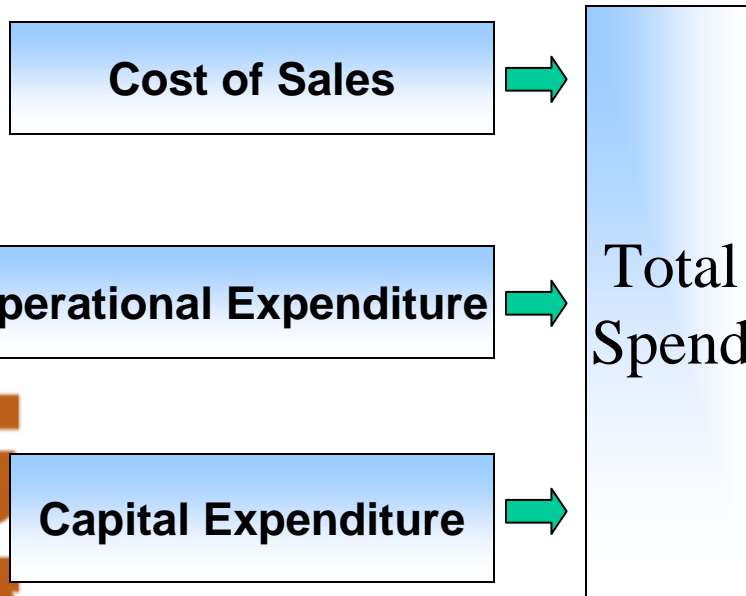 Cost of Sales
perational Expenditure
Total
Spend
Capital Expenditure